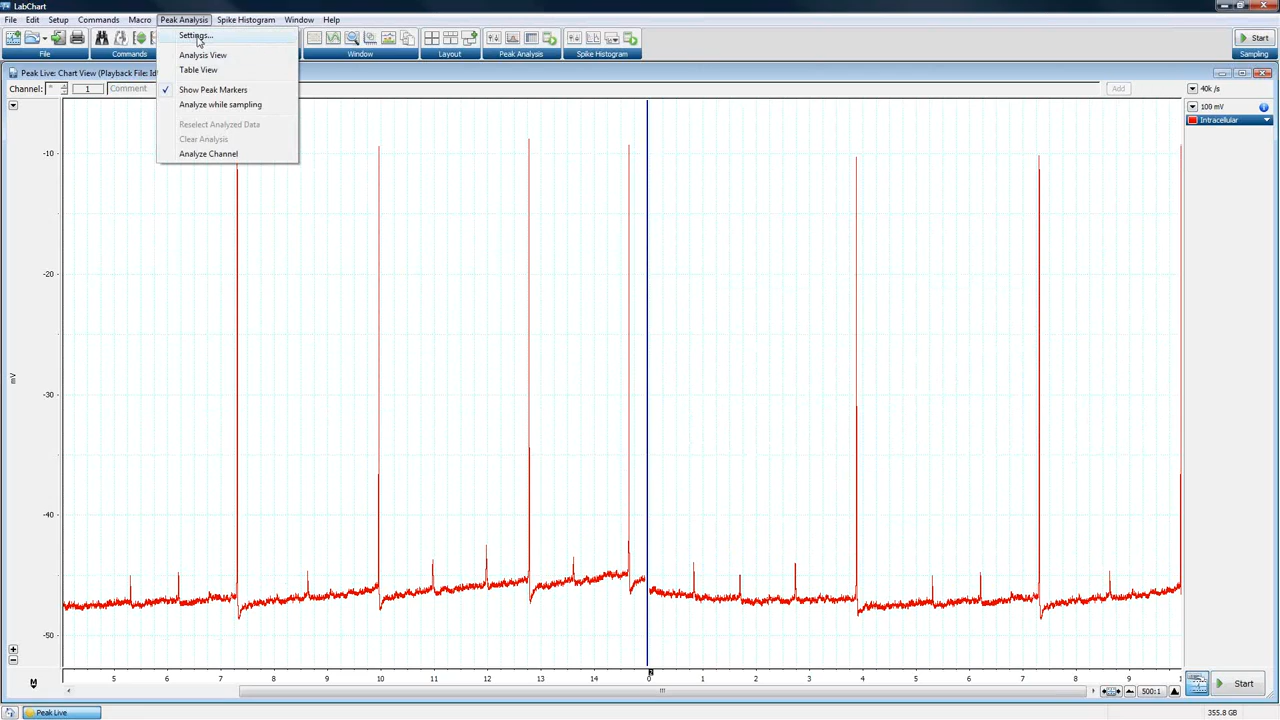 LabChart
File Edit Setup Commands Macro Peak Analysis Spike Histogram Window Help
Start
File Commands Window Layout Peak Analysis Spike Histogram Sampling
Settings...
Analysis View
Table View
Show Peak Markers
Analyze while sampling
Reselect Analyzed Data
Clear Analysis
Analyze Channel
Peak Live: Chart View (Playback File: Id
Channel: * 1 Comment Add 40k /s
100 mV
Intracellular
-10
-20
-30
mV
-40
-50
5 6 7 8 9 10 11 12 13 14 0 1 2 3 4 5 6 7 8 9
2
M 500:1 Start
Peak Live 355.8 GB